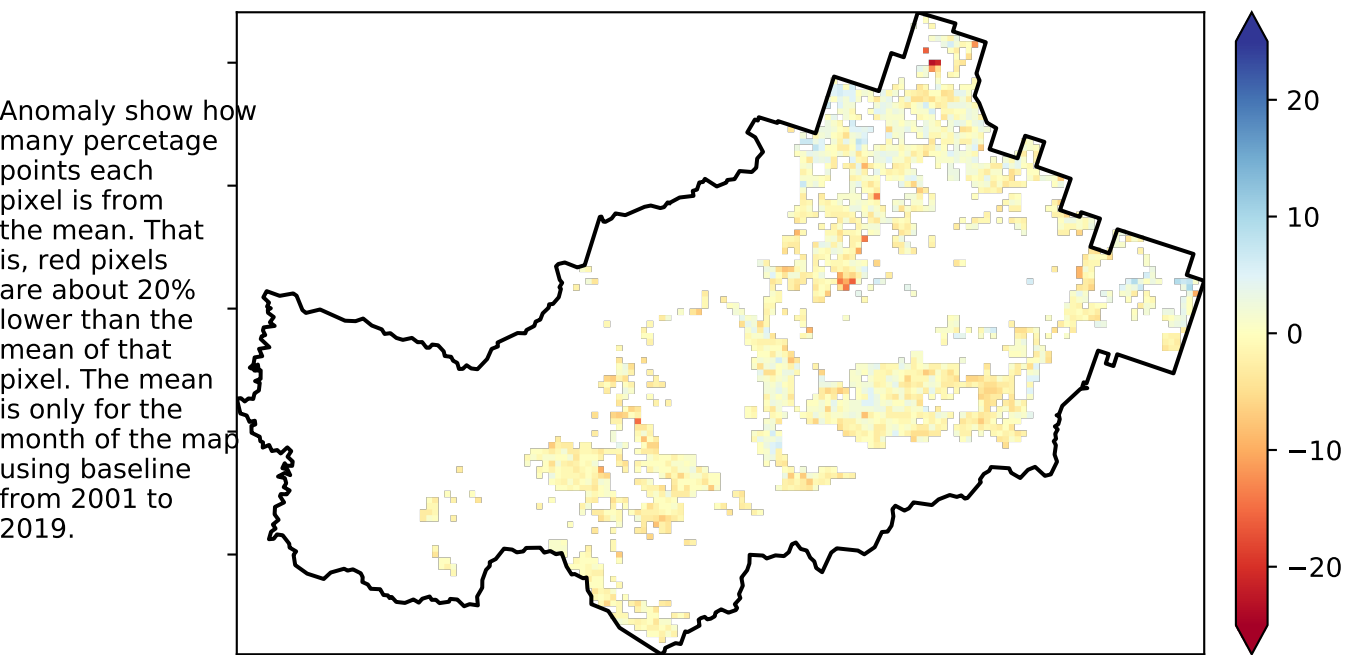 Anomaly show how
many percetage
points each
pixel is from
the mean. That
is, red pixels
are about 20%
lower than the
mean of that
pixel. The mean
is only for the
month of the map
using baseline
from 2001 to
2019.
20
10
0
−10
−20